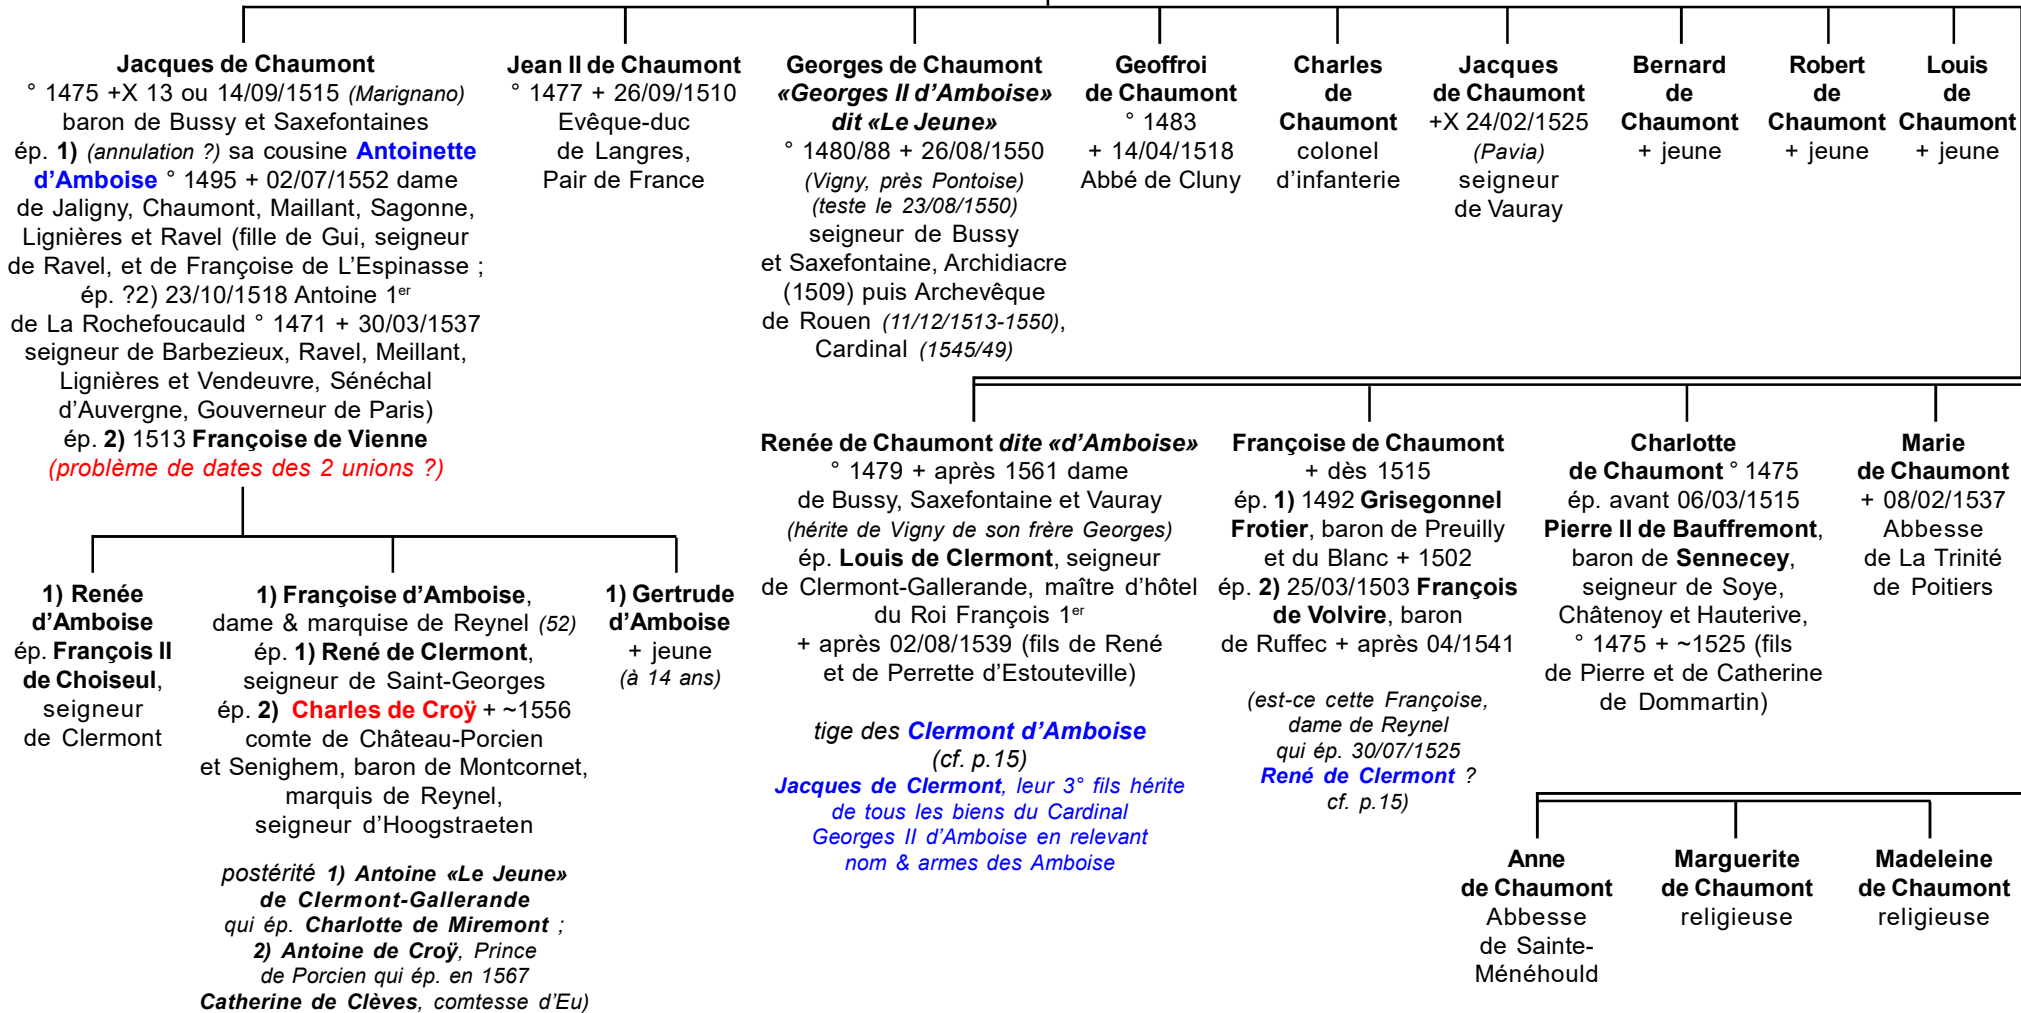 Jacques de Chaumont
° 1475 +X 13 ou 14/09/1515 (Marignano)
baron de Bussy et Saxefontaines
ép. 1) (annulation ?) sa cousine Antoinette
d’Amboise ° 1495 + 02/07/1552 dame
de Jaligny, Chaumont, Maillant, Sagonne,
Lignières et Ravel (fille de Gui, seigneur
de Ravel, et de Françoise de L’Espinasse ;
ép. ?2) 23/10/1518 Antoine 1er
de La Rochefoucauld ° 1471 + 30/03/1537
seigneur de Barbezieux, Ravel, Meillant,
Lignières et Vendeuvre, Sénéchal
d’Auvergne, Gouverneur de Paris)
ép. 2) 1513 Françoise de Vienne
(problème de dates des 2 unions ?)
Jean II de Chaumont
° 1477 + 26/09/1510
Evêque-duc
de Langres,
Pair de France
Georges de Chaumont
«Georges II d’Amboise»
dit «Le Jeune»
° 1480/88 + 26/08/1550
(Vigny, près Pontoise)
(teste le 23/08/1550)
seigneur de Bussy
et Saxefontaine, Archidiacre
(1509) puis Archevêque
de Rouen (11/12/1513-1550),
Cardinal (1545/49)
Geoffroi
de Chaumont
° 1483
+ 14/04/1518
Abbé de Cluny
Charles
de
Chaumont
colonel
d’infanterie
Jacques
de Chaumont
+X 24/02/1525
(Pavia)
seigneur
de Vauray
Bernard
de
Chaumont
+ jeune
Robert
de
Chaumont
+ jeune
Louis
de
Chaumont
+ jeune
Renée de Chaumont dite «d’Amboise»
° 1479 + après 1561 dame
de Bussy, Saxefontaine et Vauray
(hérite de Vigny de son frère Georges)
ép. Louis de Clermont, seigneur
de Clermont-Gallerande, maître d’hôtel
du Roi François 1er
+ après 02/08/1539 (fils de René
et de Perrette d’Estouteville)
tige des Clermont d’Amboise
(cf. p.15)
Jacques de Clermont, leur 3° fils hérite
de tous les biens du Cardinal
Georges II d’Amboise en relevant
nom & armes des Amboise
Françoise de Chaumont
+ dès 1515
ép. 1) 1492 Grisegonnel
Frotier, baron de Preuilly
et du Blanc + 1502
ép. 2) 25/03/1503 François
de Volvire, baron
de Ruffec + après 04/1541
(est-ce cette Françoise,
dame de Reynel
qui ép. 30/07/1525
René de Clermont ?
cf. p.15)
Charlotte
de Chaumont ° 1475
ép. avant 06/03/1515
Pierre II de Bauffremont,
baron de Sennecey,
seigneur de Soye,
Châtenoy et Hauterive,
° 1475 + ~1525 (fils
de Pierre et de Catherine
de Dommartin)
Marie
de Chaumont
+ 08/02/1537
Abbesse
de La Trinité
de Poitiers
1) Renée
d’Amboise
ép. François II
de Choiseul,
seigneur
de Clermont
1) Françoise d’Amboise,
dame & marquise de Reynel (52)
ép. 1) René de Clermont,
seigneur de Saint-Georges
ép. 2) Charles de Croÿ + ~1556
comte de Château-Porcien
et Senighem, baron de Montcornet,
marquis de Reynel,
seigneur d’Hoogstraeten
postérité 1) Antoine «Le Jeune»
de Clermont-Gallerande
qui ép. Charlotte de Miremont ;
2) Antoine de Croÿ, Prince
de Porcien qui ép. en 1567
Catherine de Clèves, comtesse d’Eu)
1) Gertrude
d’Amboise
+ jeune
(à 14 ans)
Anne
de Chaumont
Abbesse
de Sainte-
Ménéhould
Marguerite
de Chaumont
religieuse
Madeleine
de Chaumont
religieuse